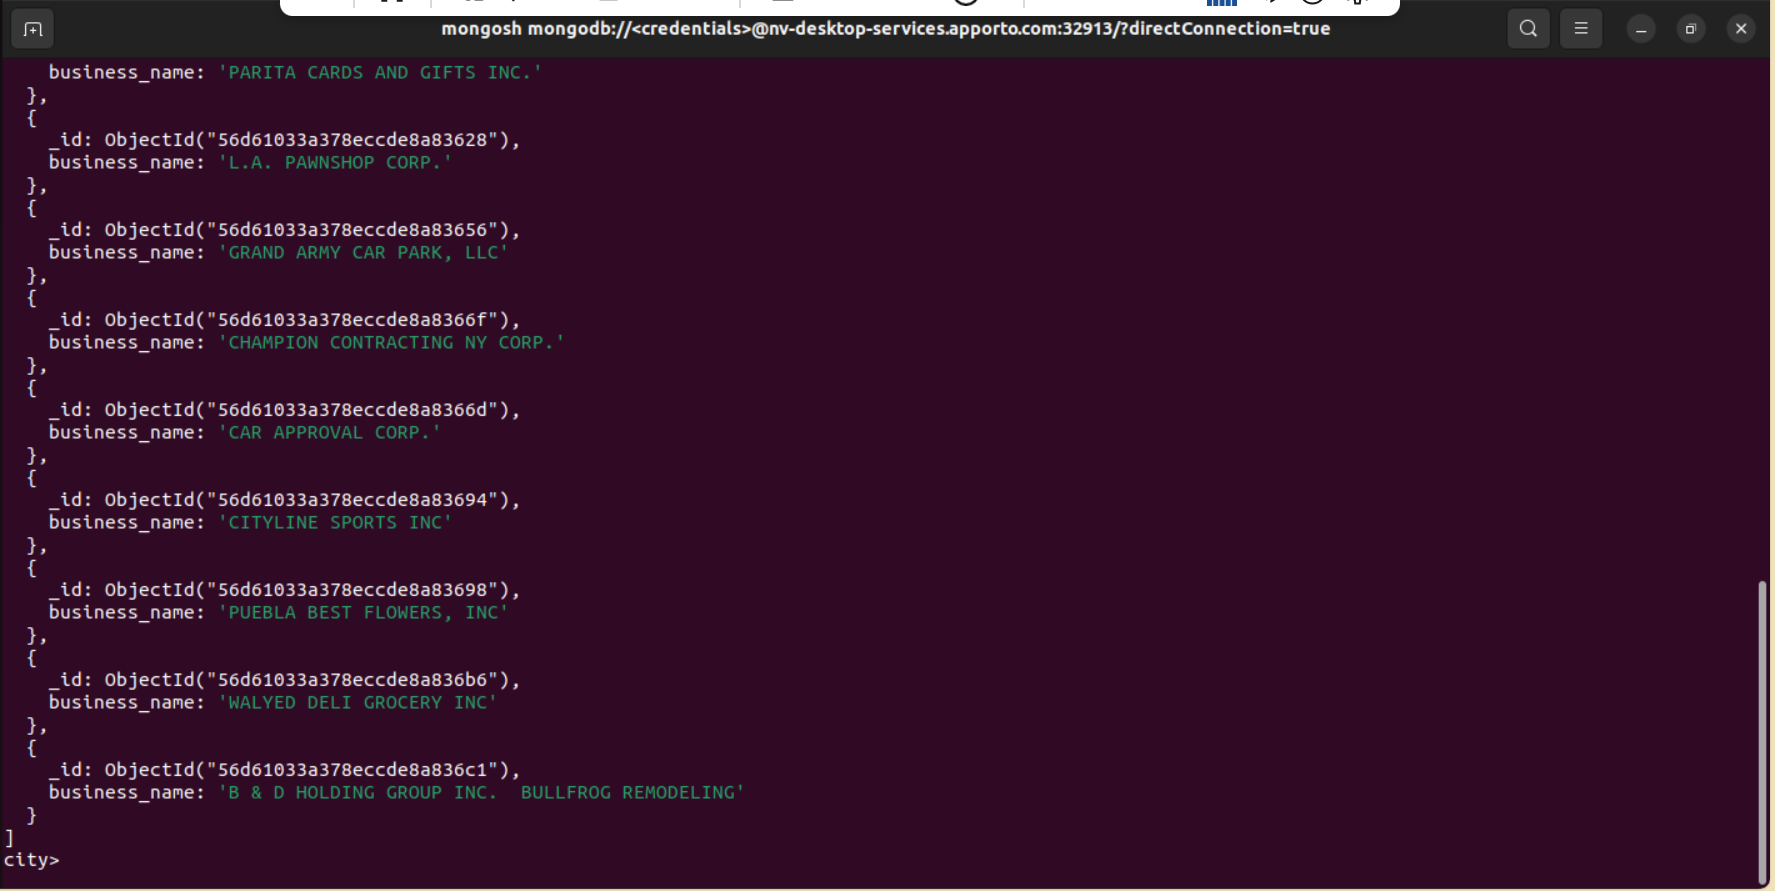 mongosh mongodb://<credentials>@nv-desktop-services.apporto.com:32913/?directConnection=true
    business_name: 'PARITA CARDS AND GIFTS INC.'
  },
  {
    _id: ObjectId("56d61033a378eccde8a83628"),
    business_name: 'L.A. PAWNSHOP CORP.'
  },
  {
    _id: ObjectId("56d61033a378eccde8a83656"),
    business_name: 'GRAND ARMY CAR PARK, LLC'
  },
  {
    _id: ObjectId("56d61033a378eccde8a8366f"),
    business_name: 'CHAMPION CONTRACTING NY CORP.'
  },
  {
    _id: ObjectId("56d61033a378eccde8a8366d"),
    business_name: 'CAR APPROVAL CORP.'
  },
  {
    _id: ObjectId("56d61033a378eccde8a83694"),
    business_name: 'CITYLINE SPORTS INC'
  },
  {
    _id: ObjectId("56d61033a378eccde8a83698"),
    business_name: 'PUEBLA BEST FLOWERS, INC'
  },
  {
    _id: ObjectId("56d61033a378eccde8a836b6"),
    business_name: 'WALYED DELI GROCERY INC'
  },
  {
    _id: ObjectId("56d61033a378eccde8a836c1"),
    business_name: 'B & D HOLDING GROUP INC.  BULLFROG REMODELING'
  }
]
city>